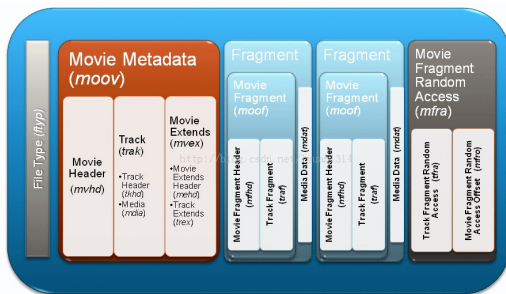 File Type (ftyp)
Movie Metadata
(moov)
Movie Header
(mvhd)
Track
(trak)
•Track
Header
(tkhd)
•Media
(mdia)
Movie
Extends
(mvex)
•Movie
Extends
Header
(mehd)
•Track
Extends
(trex)
Fragment
Movie
Fragment
(moof)
Movie Fragment Header
(mfhd)
Track Fragment
(traf)
Media Data (mdat)
Fragment
Movie
Fragment
(moof)
Movie Fragment Header
(mfhd)
Track Fragment
(traf)
Media Data (mdat)
Movie
Fragment
Random
Access
(mfra)
Track Fragment Random
Access (tfra)
Movie Fragment Random
Access Offset (mfro)